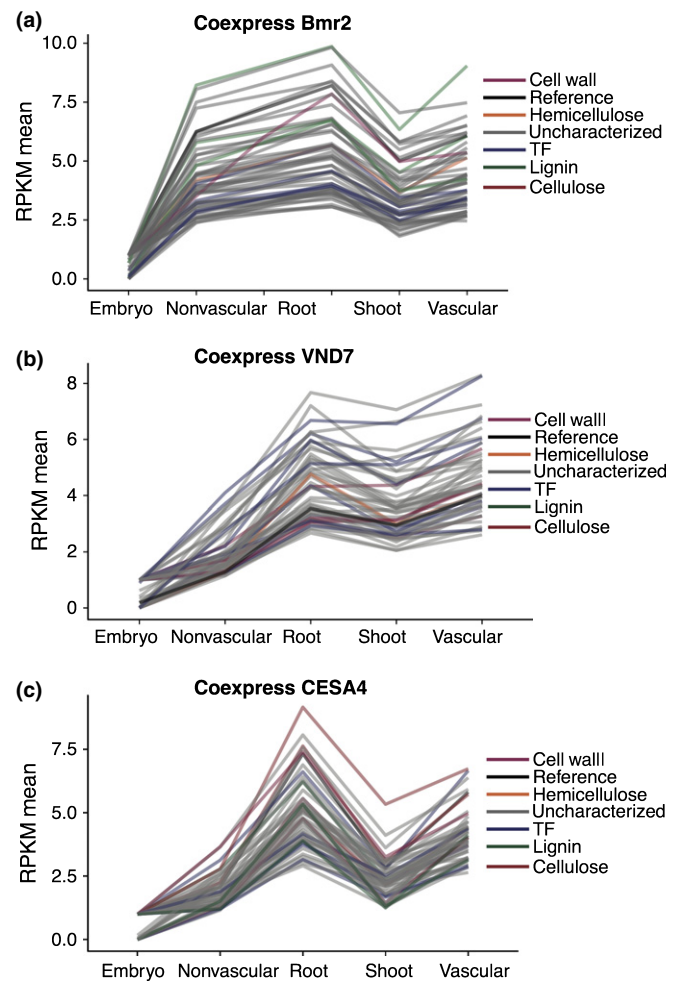 (a)
Coexpress Bmr2
10.0
7.5
5.0
2.5
0.0
RPKM mean
Embryo Nonvascular Root Shoot Vascular
Cell wall
Reference
Hemicellulose
Uncharacterized
TF
Lignin
Cellulose
(b)
Coexpress VND7
8
6
4
2
0
RPKM mean
Embryo Nonvascular Root Shoot Vascular
Cell walll
Reference
Hemicellulose
Uncharacterized
TF
Lignin
Cellulose
(c)
Coexpress CESA4
7.5
5.0
2.5
0.0
RPKM mean
Embryo Nonvascular Root Shoot Vascular
Cell walll
Reference
Hemicellulose
Uncharacterized
TF
Lignin
Cellulose